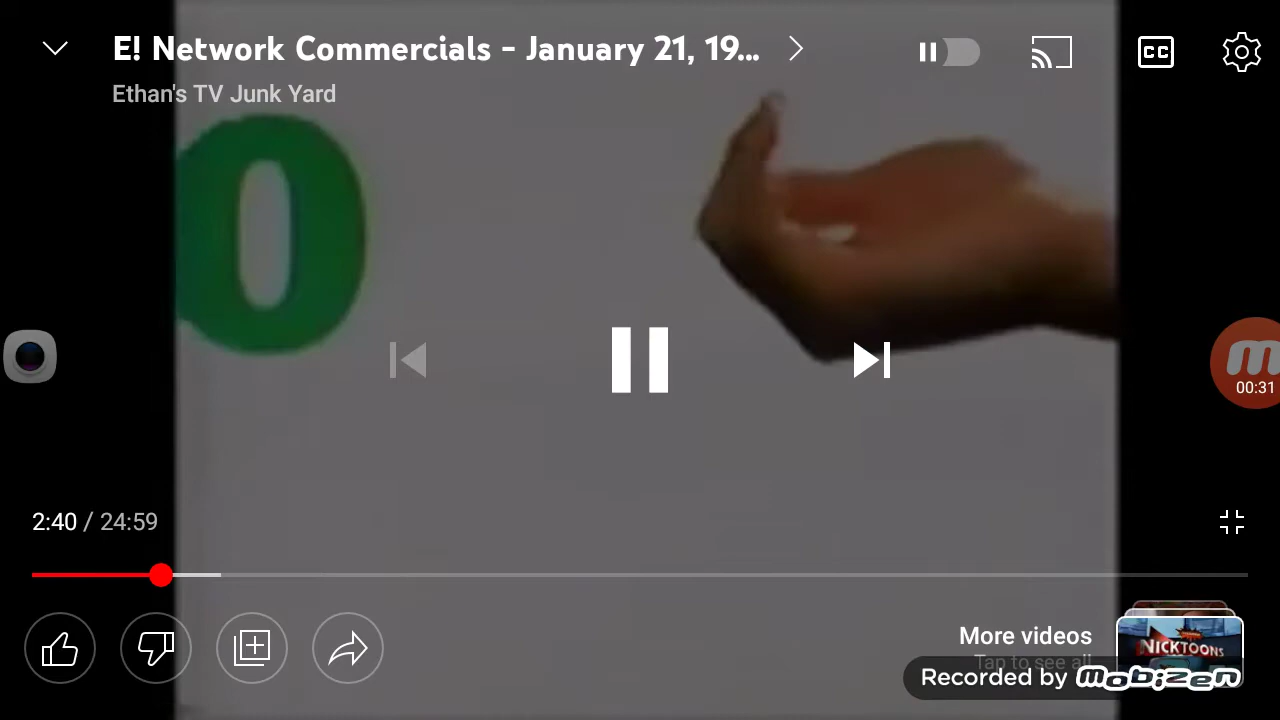 E! Network Commercials - January 21, 19...
Ethan's TV Junk Yard
CC
0
00:31
2:40 / 24:59
More videos
Tap to see all
NICKTOONS
Recorded by mobizen